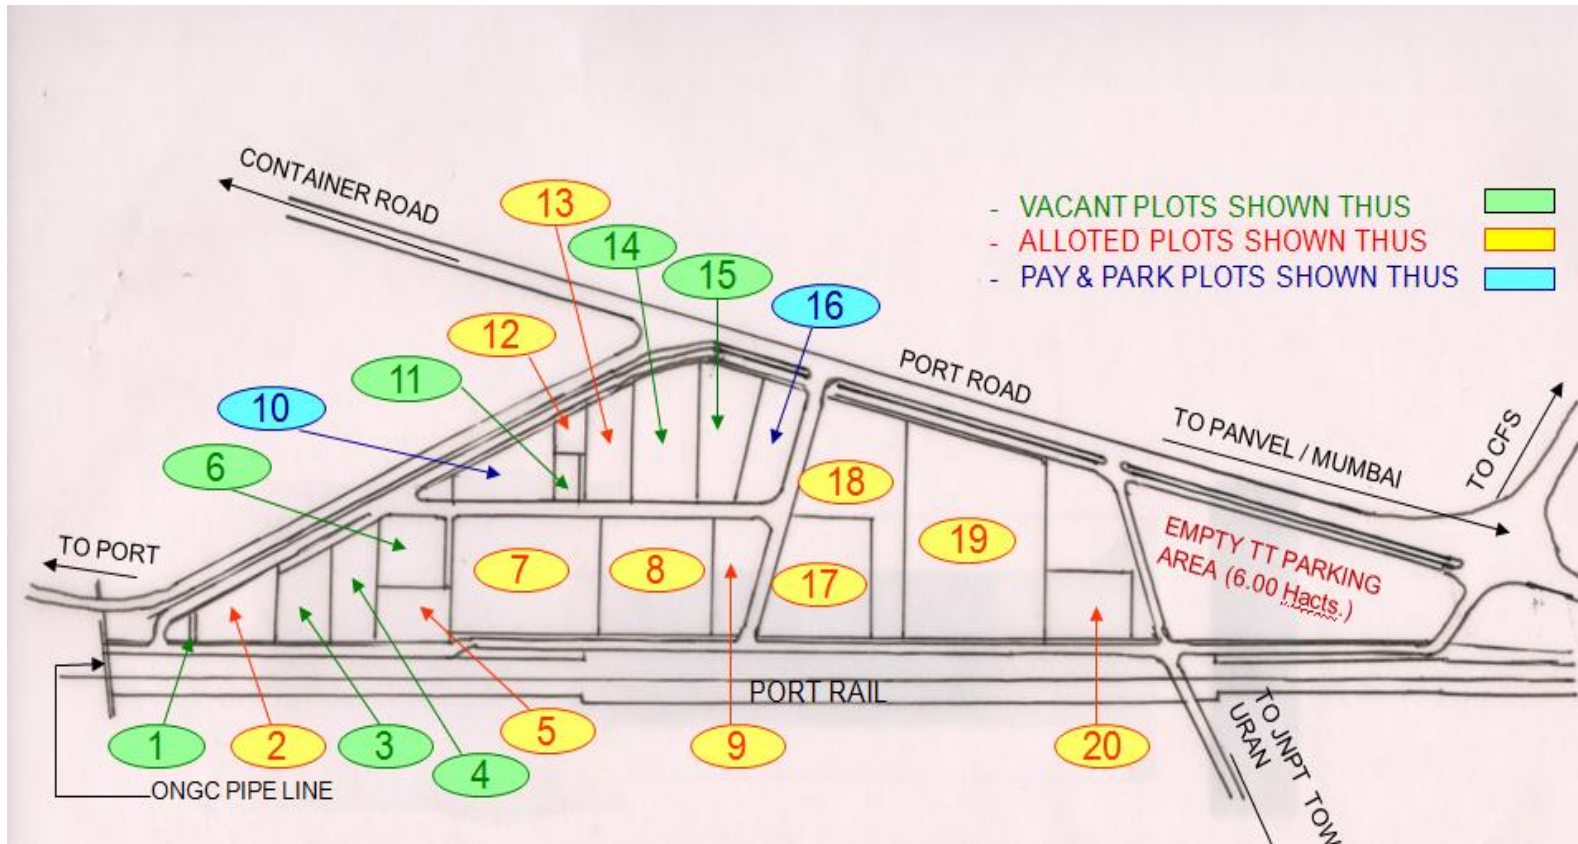 CONTAINER ROAD
13
14
15
16
- VACANT PLOTS SHOWN THUS
- ALLOTED PLOTS SHOWN THUS
- PAY & PARK PLOTS SHOWN THUS
12
11
10
6
PORT ROAD
TO PANVEL / MUMBAI
TO CFS
18
19
EMPTY TT PARKING
AREA (6.00 Hacts.)
TO PORT
7
8
17
PORT RAIL
1
2
3
4
5
9
20
TO JNPT TOW
URAN
ONGC PIPE LINE